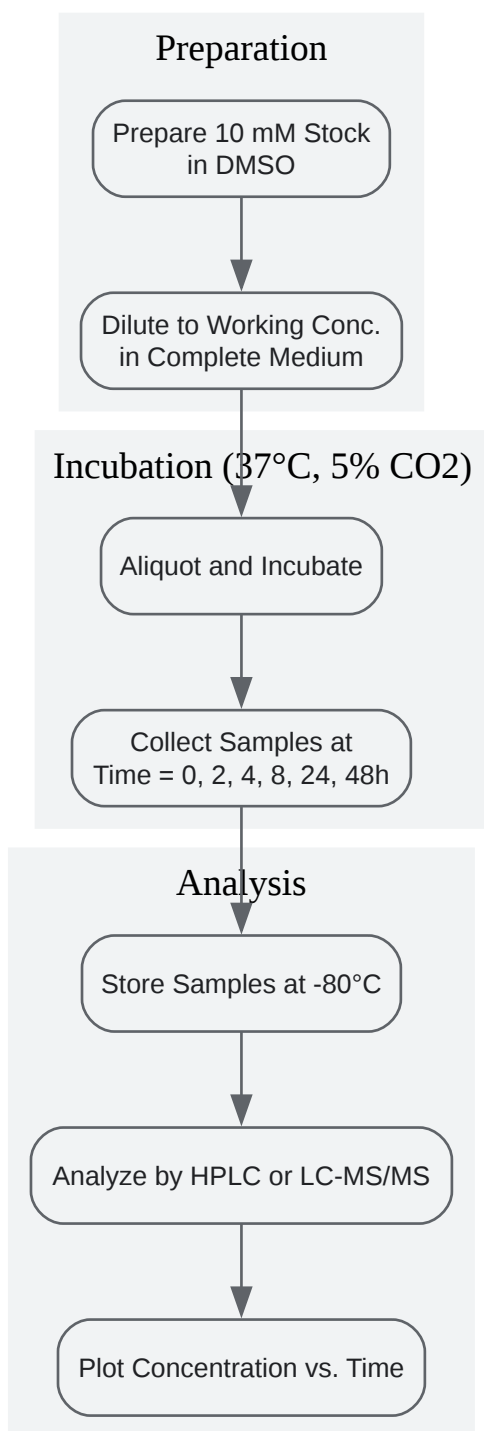 Preparation
Prepare 10 mM Stock
in DMSO
Dilute to Working Conc.
in Complete Medium
Incubation (37°C, 5% CO2)
Aliquot and Incubate
Collect Samples at
Time = 0, 2, 4, 8, 24, 48h
Analysis
Store Samples at -80°C
Analyze by HPLC or LC-MS/MS
Plot Concentration vs. Time